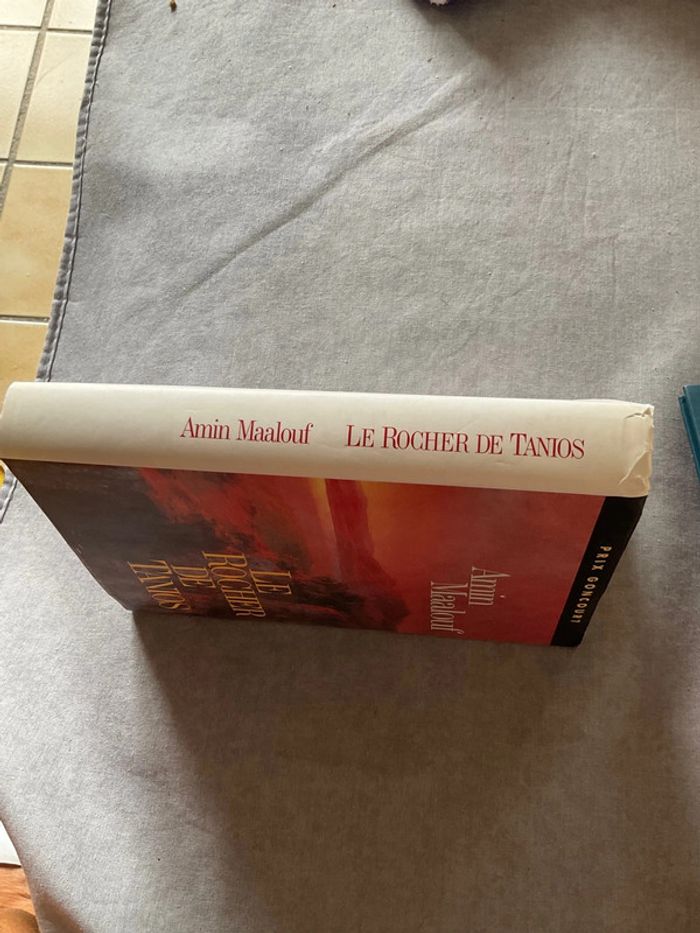 Amin Maalouf LE ROCHER DE TANIOS
PRIX GONCOURT
Amin
Maalouf
LE
ROCHER
DE
TANIOS